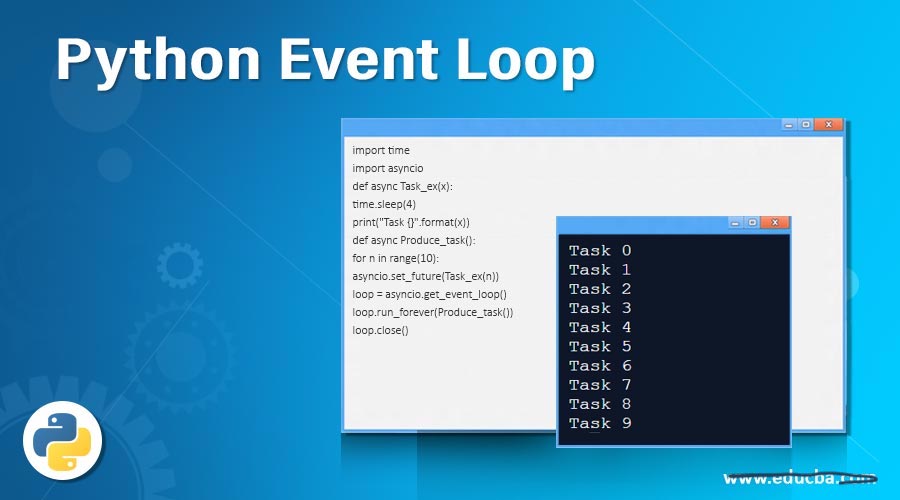 Python Event Loop
import time
import asyncio
def async Task_ex(x):
time.sleep(4)
print("Task {}".format(x))
def async Produce_task():
for n in range(10):
asyncio.set_future(Task_ex(n))
loop = asyncio.get_event_loop()
loop.run_forever(Produce_task())
loop.close()
Task 0
Task 1
Task 2
Task 3
Task 4
Task 5
Task 6
Task 7
Task 8
Task 9
www.educba.com